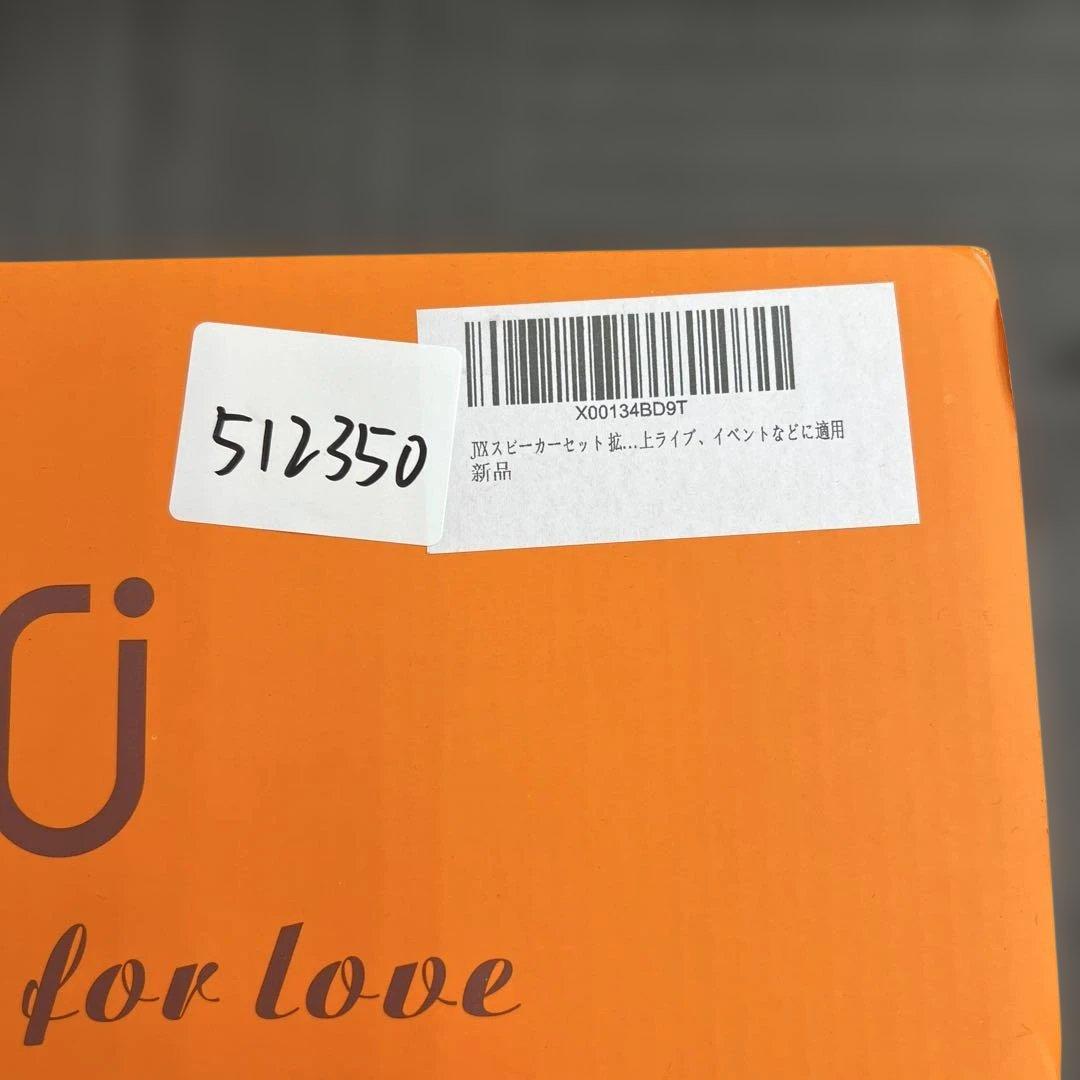 512350
X00134BD9T
JYXスピーカーセット 拡…上ライブ、イベントなどに適用
新品
for love